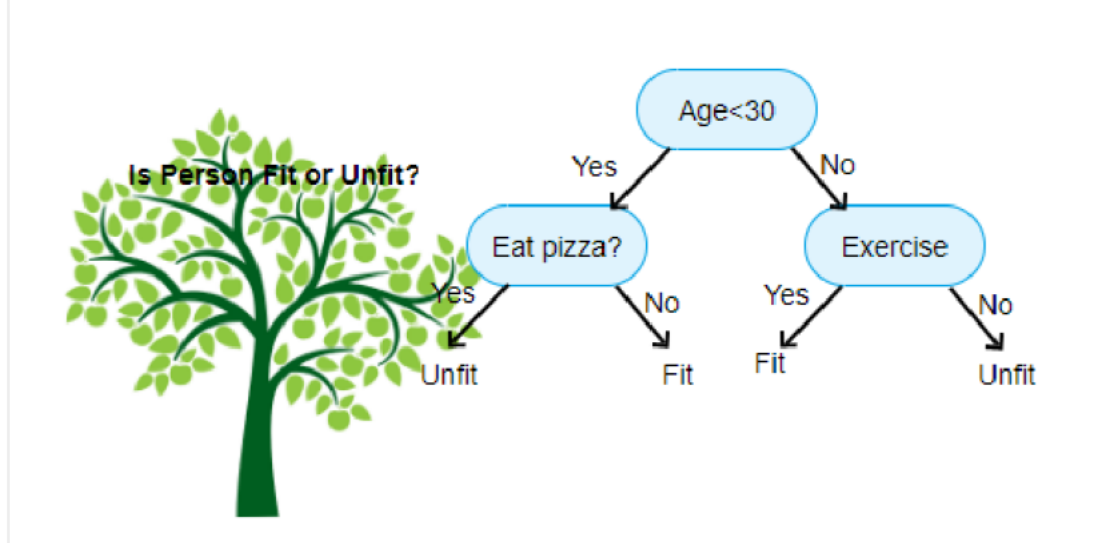 Is Person Fit or Unfit?
Age<30
Yes
No
Eat pizza?
Exercise
Yes
No
Yes
No
Unfit
Fit
Fit
Unfit